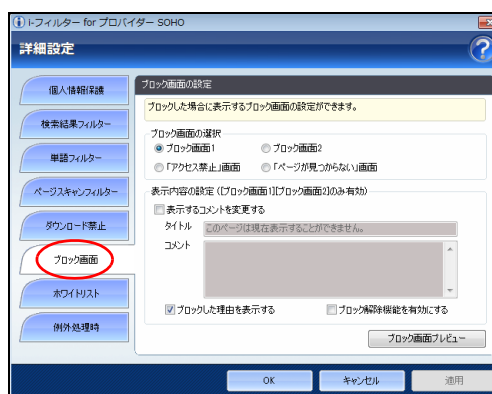 i-フィルター for プロバイダー SOHO
詳細設定
個人情報保護
検索結果フィルター
単語フィルター
ページスキャンフィルター
ダウンロード禁止
ブロック画面
ホワイトリスト
例外処理時
ブロック画面の設定
ブロックした場合に表示するブロック画面の設定ができます。
ブロック画面の選択
ブロック画面1 ブロック画面2
「アクセス禁止」画面 「ページが見つからない」画面
表示内容の設定 ([ブロック画面1][ブロック画面2]のみ有効)
表示するコメントを変更する
タイトル このページは現在表示することができません。
コメント
ブロックした理由を表示する ブロック解除機能を有効にする
ブロック画面プレビュー
OK キャンセル 適用